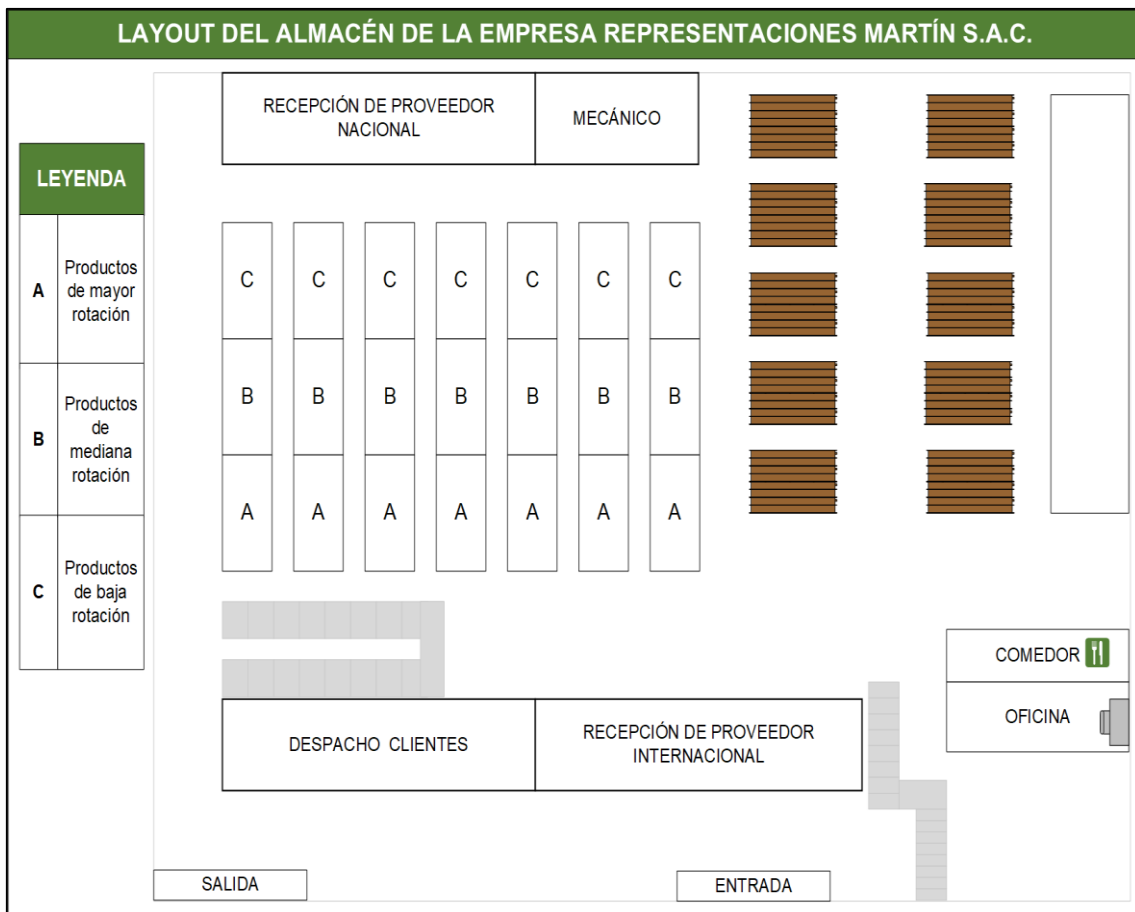 LAYOUT DEL ALMACÉN DE LA EMPRESA REPRESENTACIONES MARTÍN S.A.C.
LEYENDA
A
Productos
de mayor
rotación
B
Productos
de
mediana
rotación
C
Productos
de baja
rotación
RECEPCIÓN DE PROVEEDOR
NACIONAL
MECÁNICO
C C C C C C C
B B B B B B B
A A A A A A A
COMEDOR
OFICINA
DESPACHO CLIENTES
RECEPCIÓN DE PROVEEDOR
INTERNACIONAL
SALIDA
ENTRADA